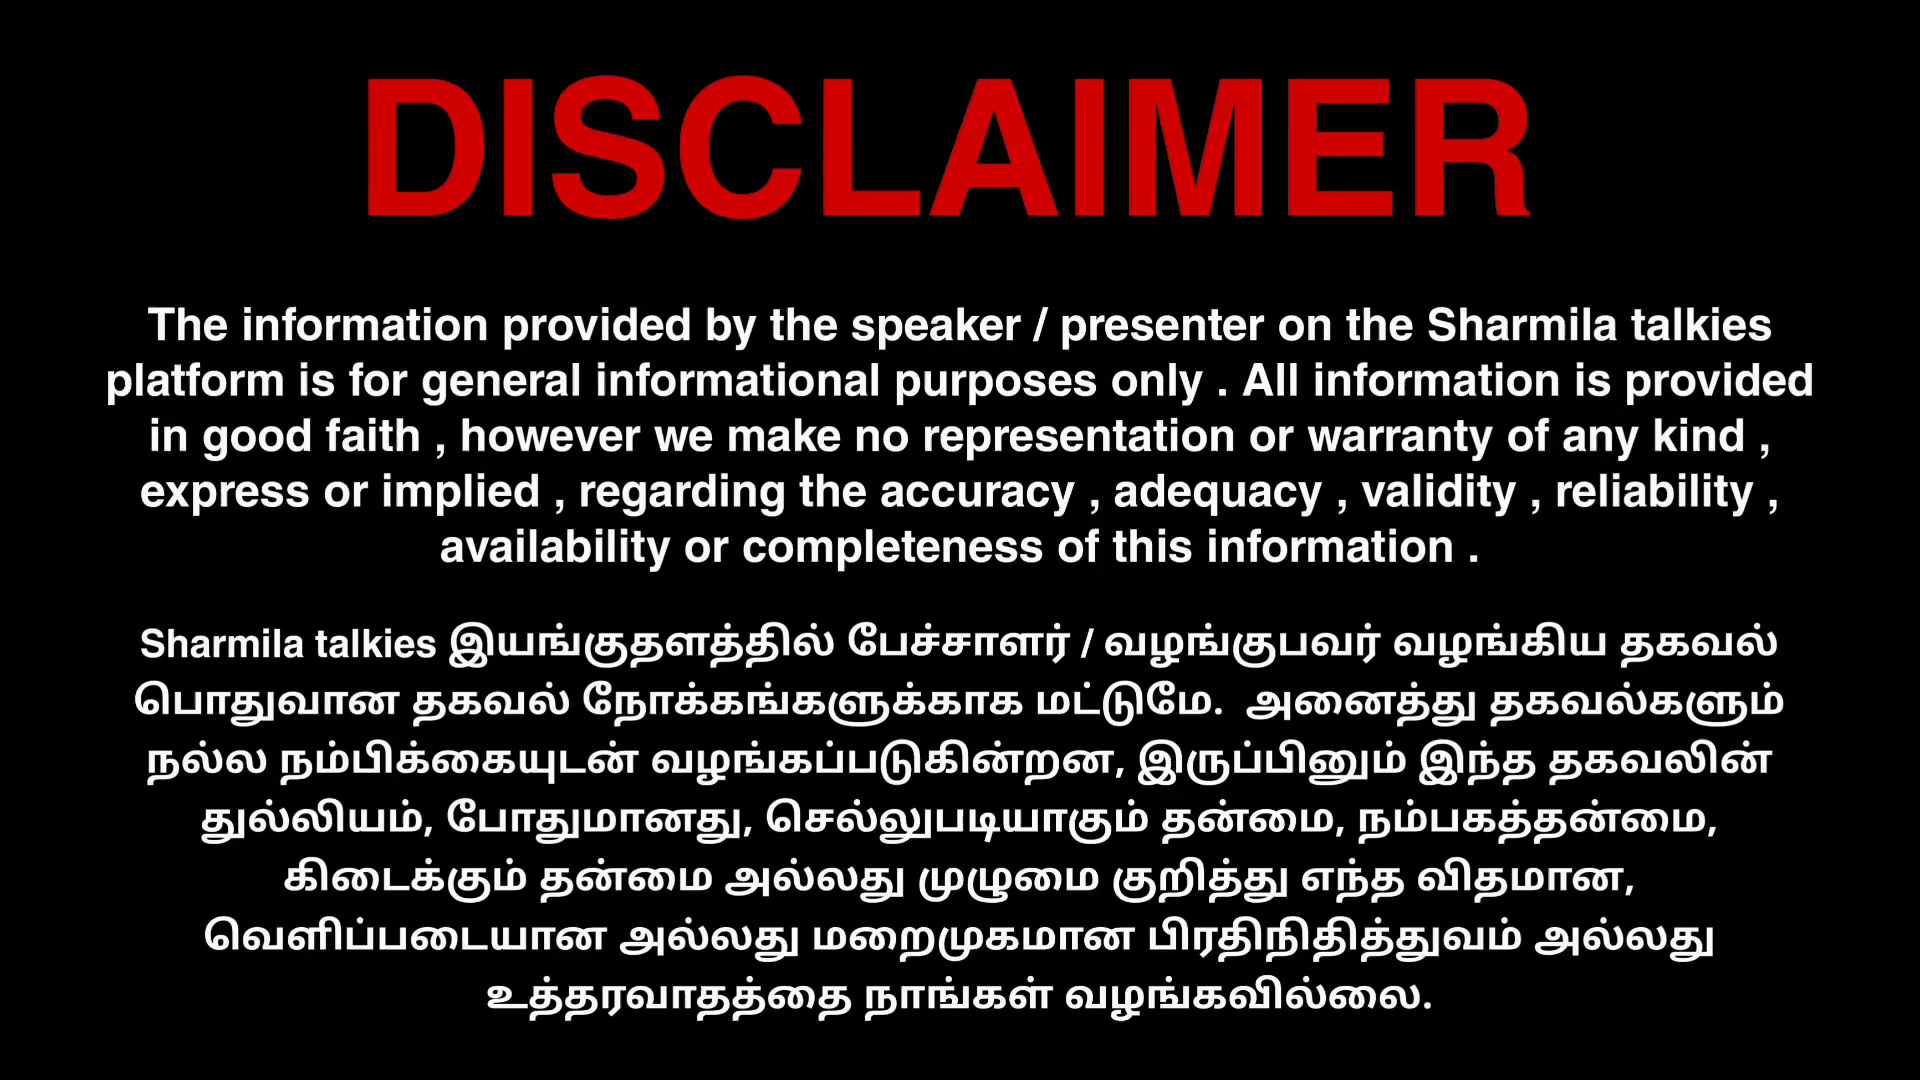 DISCLAIMER
The information provided by the speaker / presenter on the Sharmila talkies
platform is for general informational purposes only . All information is provided
in good faith , however we make no representation or warranty of any kind ,
express or implied , regarding the accuracy , adequacy , validity , reliability ,
availability or completeness of this information .
Sharmila talkies இயங்குதளத்தில் பேச்சாளர் / வழங்குபவர் வழங்கிய தகவல்
பொதுவான தகவல் நோக்கங்களுக்காக மட்டுமே.  அனைத்து தகவல்களும்
நல்ல நம்பிக்கையுடன் வழங்கப்படுகின்றன, இருப்பினும் இந்த தகவலின்
துல்லியம், போதுமானது, செல்லுபடியாகும் தன்மை, நம்பகத்தன்மை,
கிடைக்கும் தன்மை அல்லது முழுமை குறித்து எந்த விதமான,
வெளிப்படையான அல்லது மறைமுகமான பிரதிநிதித்துவம் அல்லது
உத்தரவாதத்தை நாங்கள் வழங்கவில்லை.